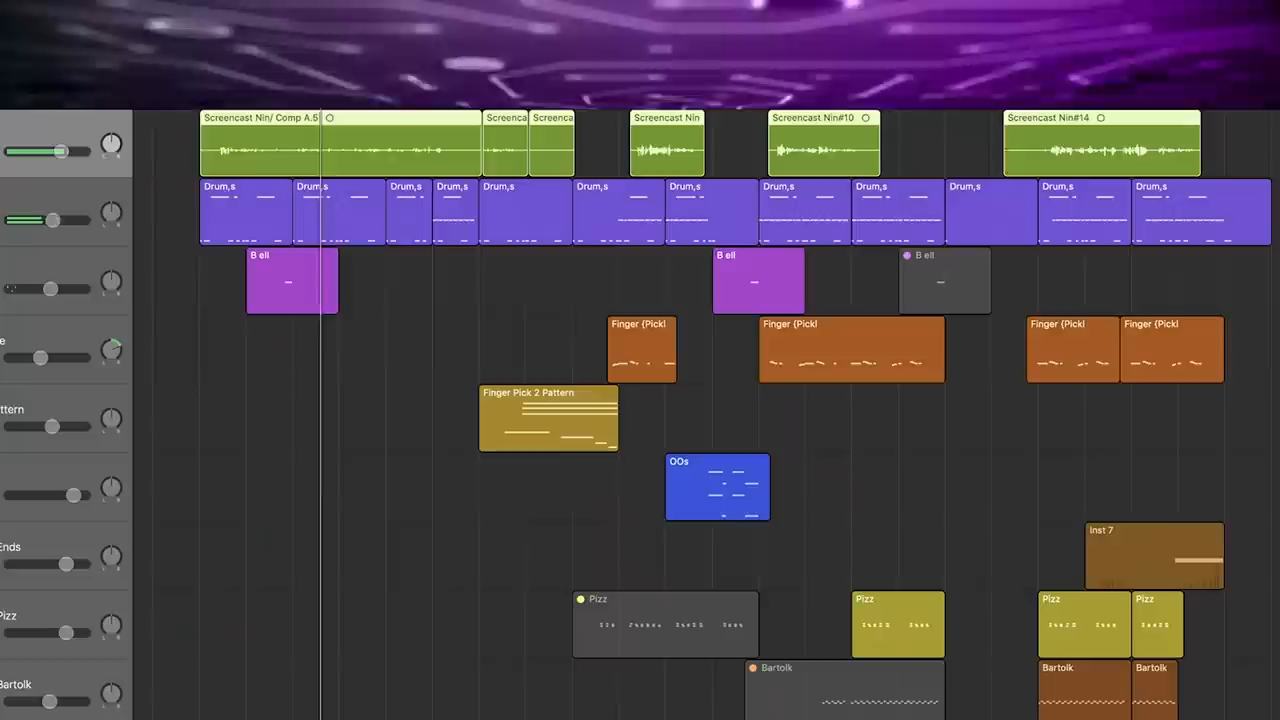 Screencast Nin/ Comp A.5
Screenca
Screenca
Screencast Nin
Screencast Nin#10
Screencast Nin#14
Drum,s
Drum,s
Drum,s
Drum,s
Drum,s
Drum,s
Drum,s
Drum,s
Drum,s
Drum,s
Drum,s
Drum,s
B ell
B ell
B ell
e
Finger {Pickl
Finger {Pickl
Finger {Pickl
Finger {Pickl
ttern
Finger Pick 2 Pattern
OOs
Ends
Inst 7
Pizz
Pizz
Pizz
Pizz
Pizz
Bartolk
Bartolk
Bartolk
Bartolk